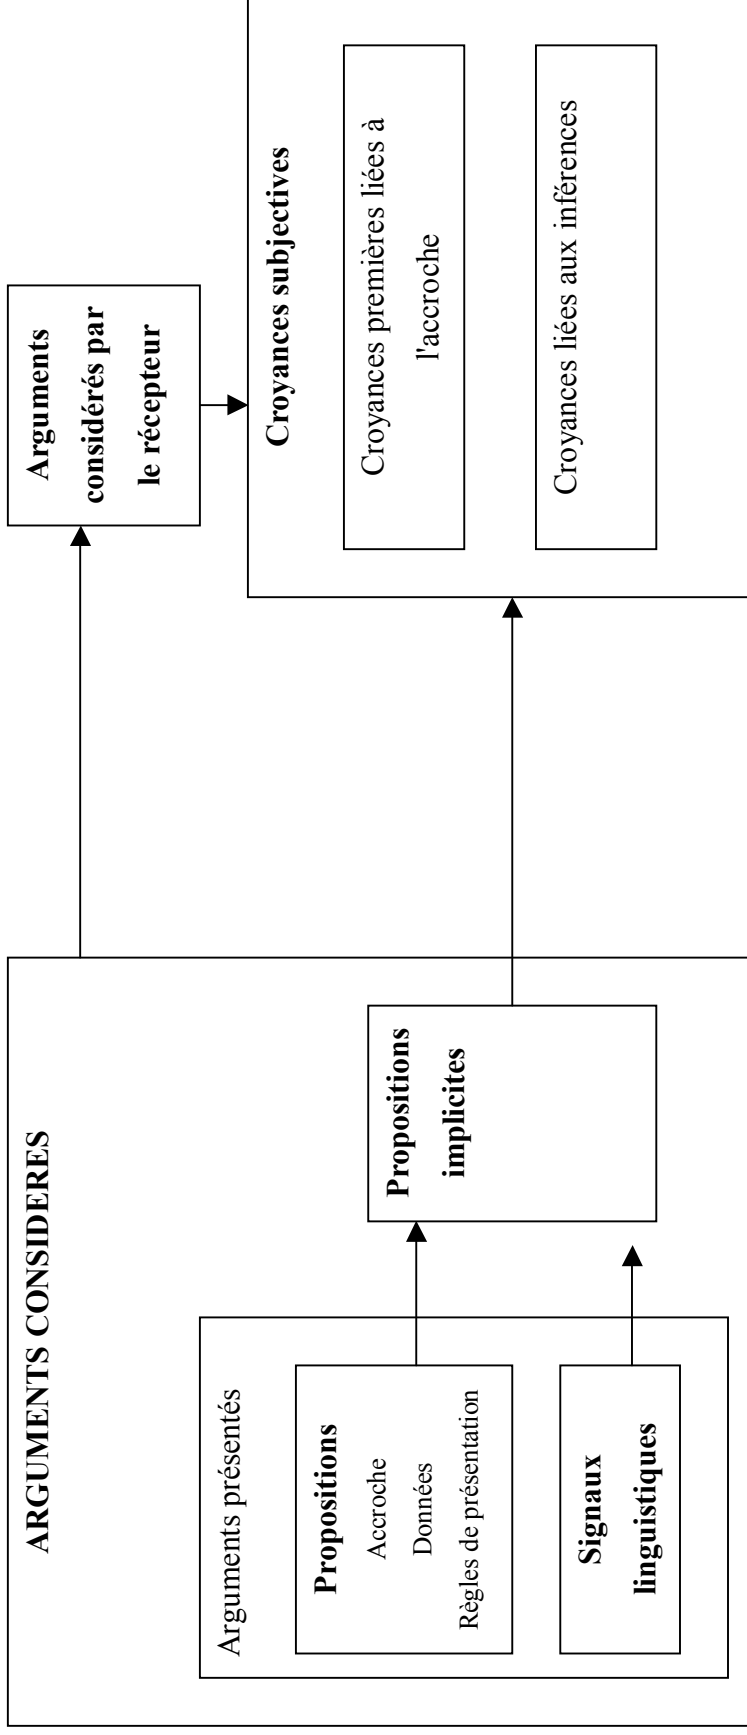 ARGUMENTS CONSIDERES
Arguments présentés
Propositions
Accroche
Données
Règles de présentation
Signaux
linguistiques
Propositions
implicites
Arguments
considérés par
le récepteur
Croyances subjectives
Croyances premières liées à
l'accroche
Croyances liées aux inférences